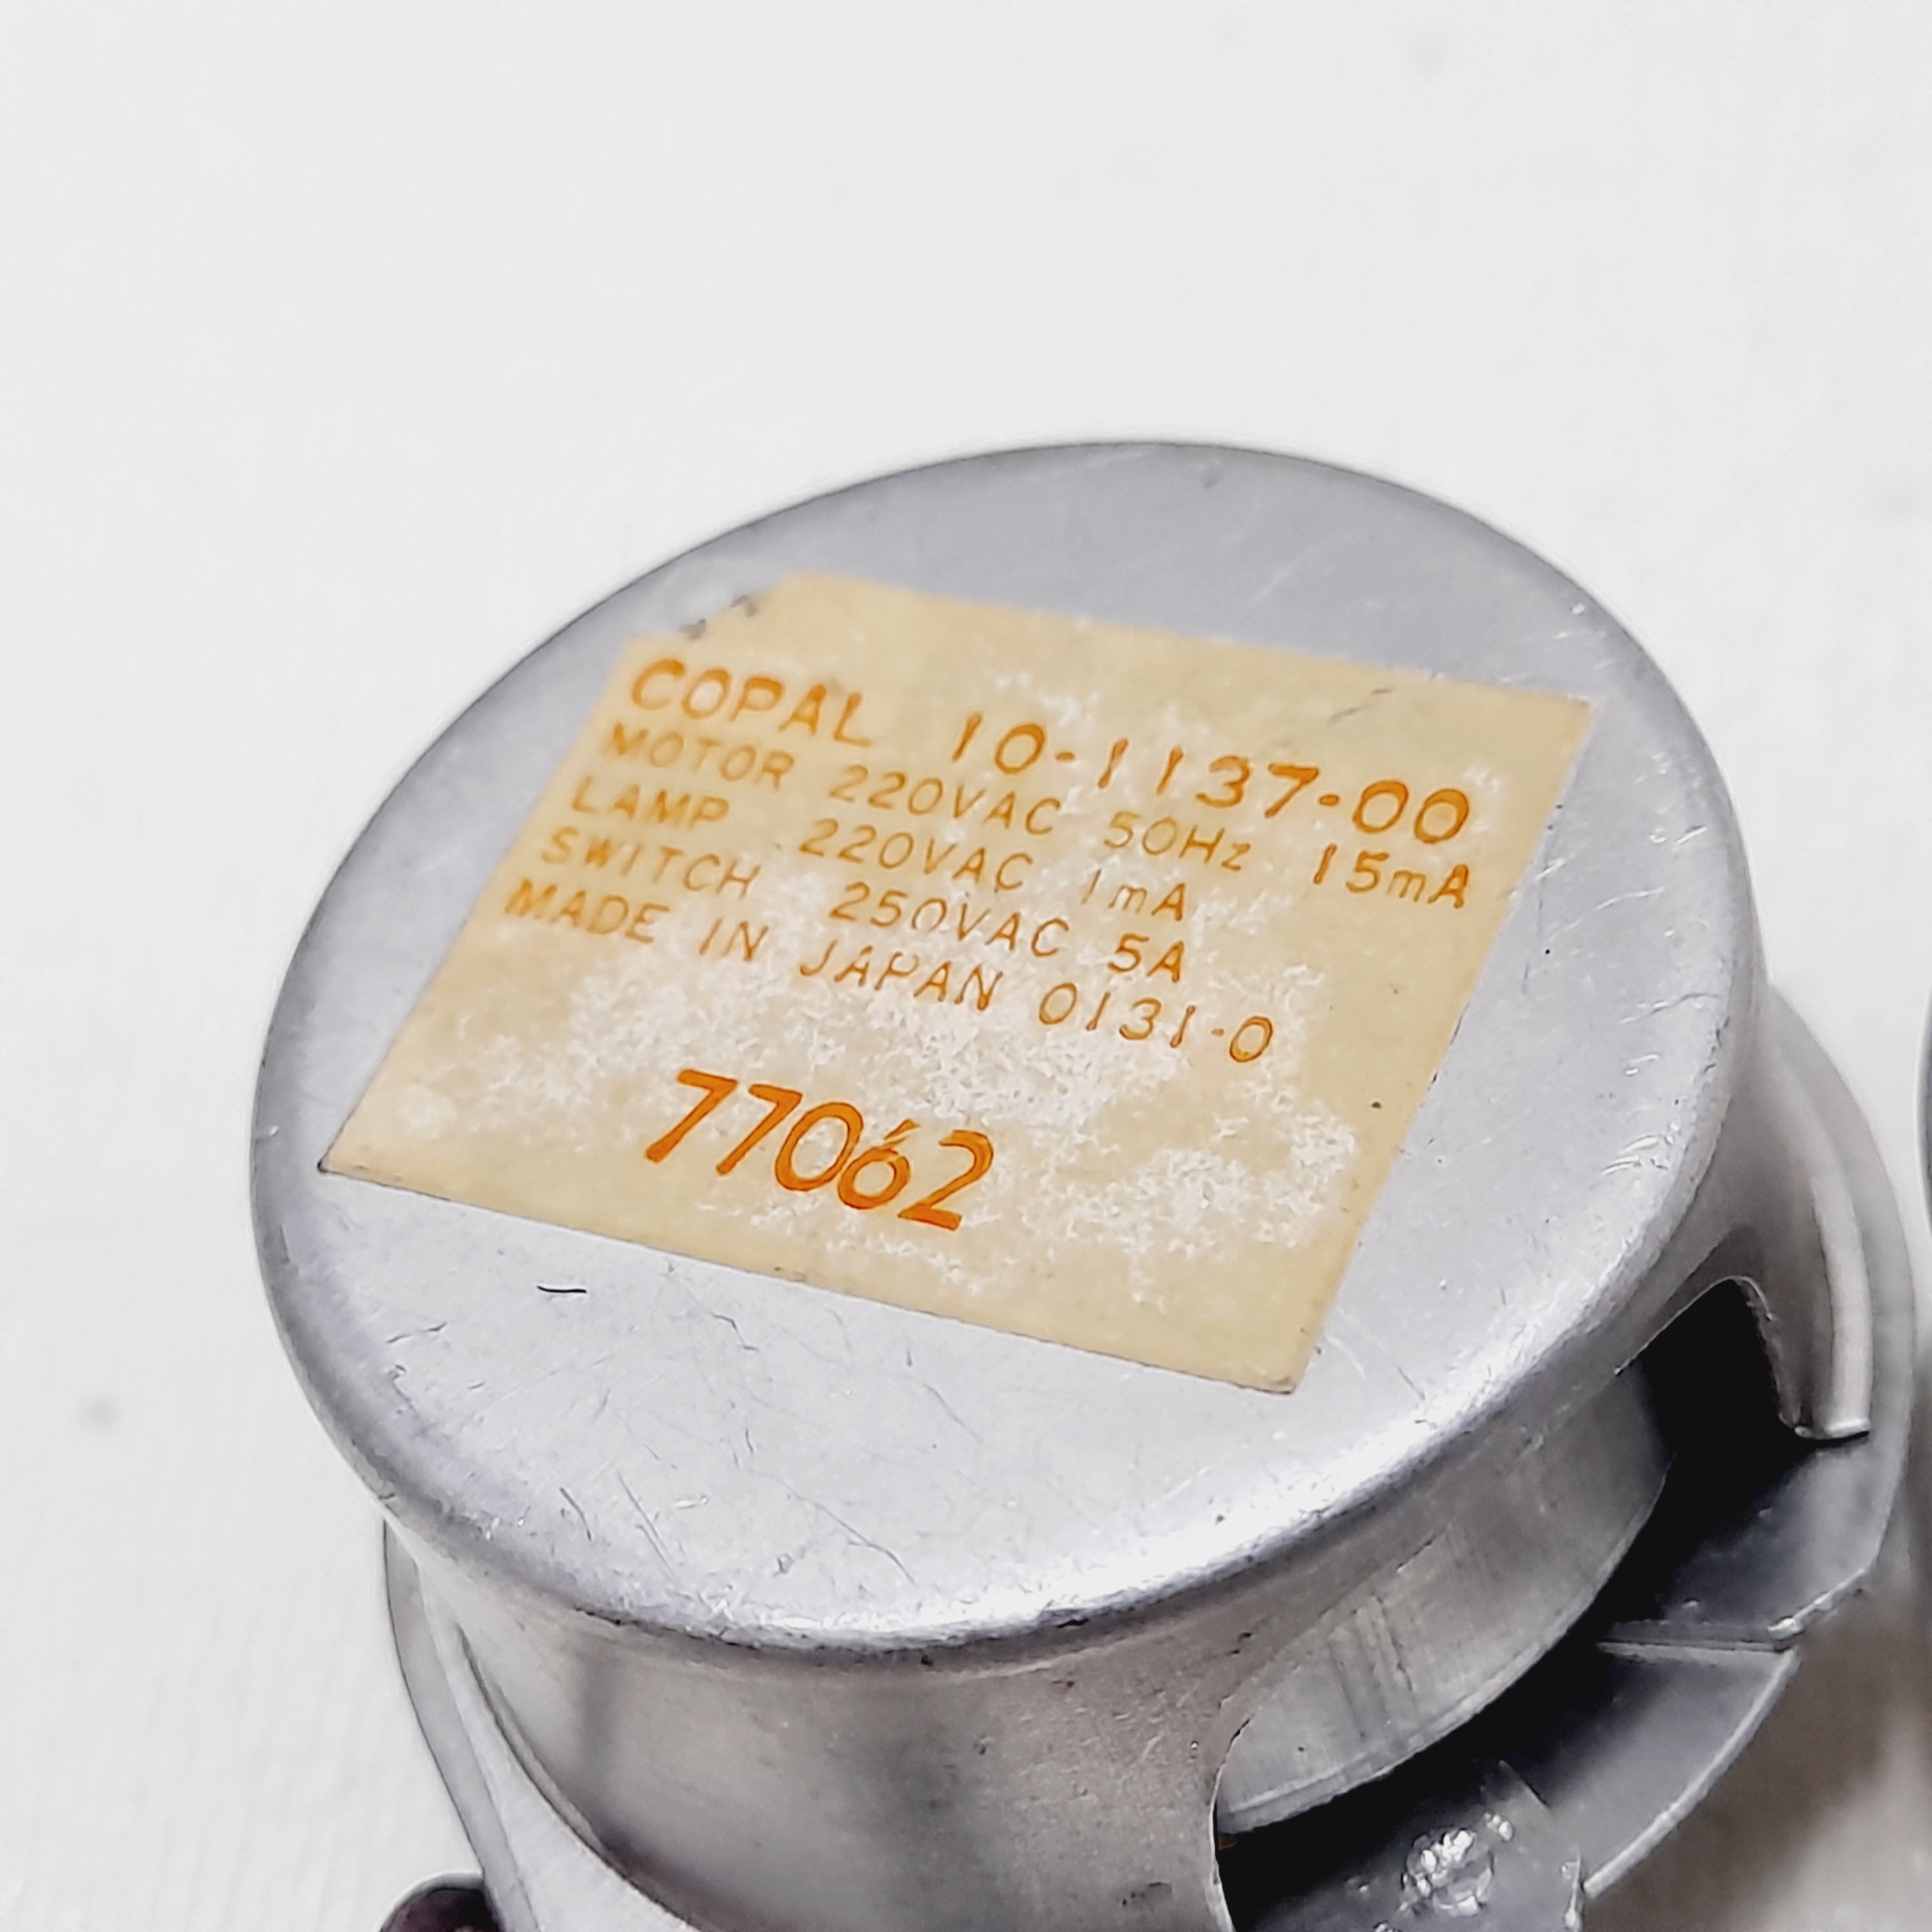 COPAL 10-1137-00
MOTOR 220VAC 50Hz 15mA
LAMP 220VAC 1mA
SWITCH 250VAC 5A
MADE IN JAPAN 0131-0
77062